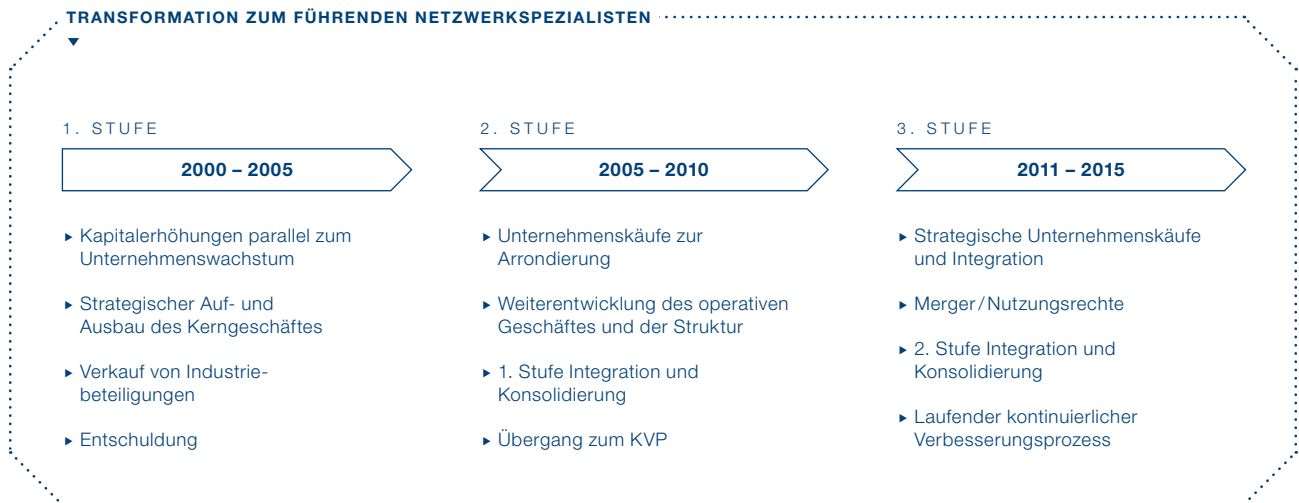 TRANSFORMATION ZUM FÜHRENDEN NETZWERKSPEZIALISTEN
1. STUFE
2000 – 2005
▸ Kapitalerhöhungen parallel zum
Unternehmenswachstum
▸ Strategischer Auf- und
Ausbau des Kerngeschäftes
▸ Verkauf von Industrie-
beteiligungen
▸ Entschuldung
2. STUFE
2005 – 2010
▸ Unternehmenskäufe zur
Arrondierung
▸ Weiterentwicklung des operativen
Geschäftes und der Struktur
▸ 1. Stufe Integration und
Konsolidierung
▸ Übergang zum KVP
3. STUFE
2011 – 2015
▸ Strategische Unternehmenskäufe
und Integration
▸ Merger / Nutzungsrechte
▸ 2. Stufe Integration und
Konsolidierung
▸ Laufender kontinuierlicher
Verbesserungsprozess